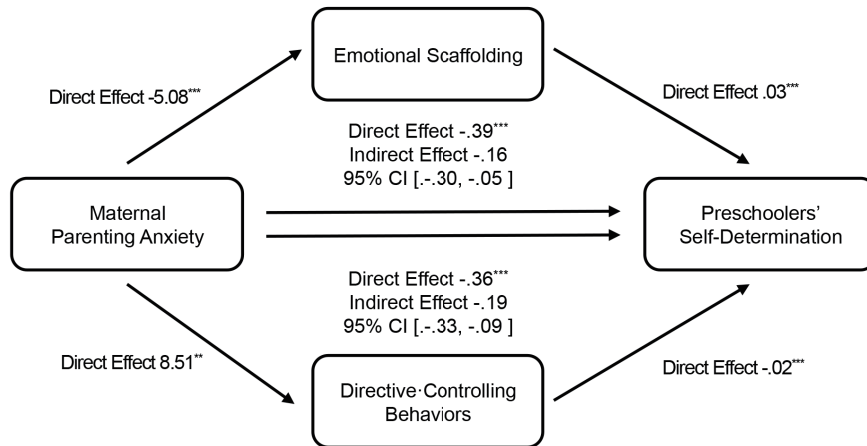 Emotional Scaffolding
Direct Effect -5.08***
Direct Effect .03***
Direct Effect -.39***
Indirect Effect -.16
95% CI [.-.30, -.05 ]
Maternal
Parenting Anxiety
Preschoolers’
Self-Determination
Direct Effect -.36***
Indirect Effect -.19
95% CI [.-.33, -.09 ]
Direct Effect 8.51**
Direct Effect -.02***
Directive·Controlling
Behaviors